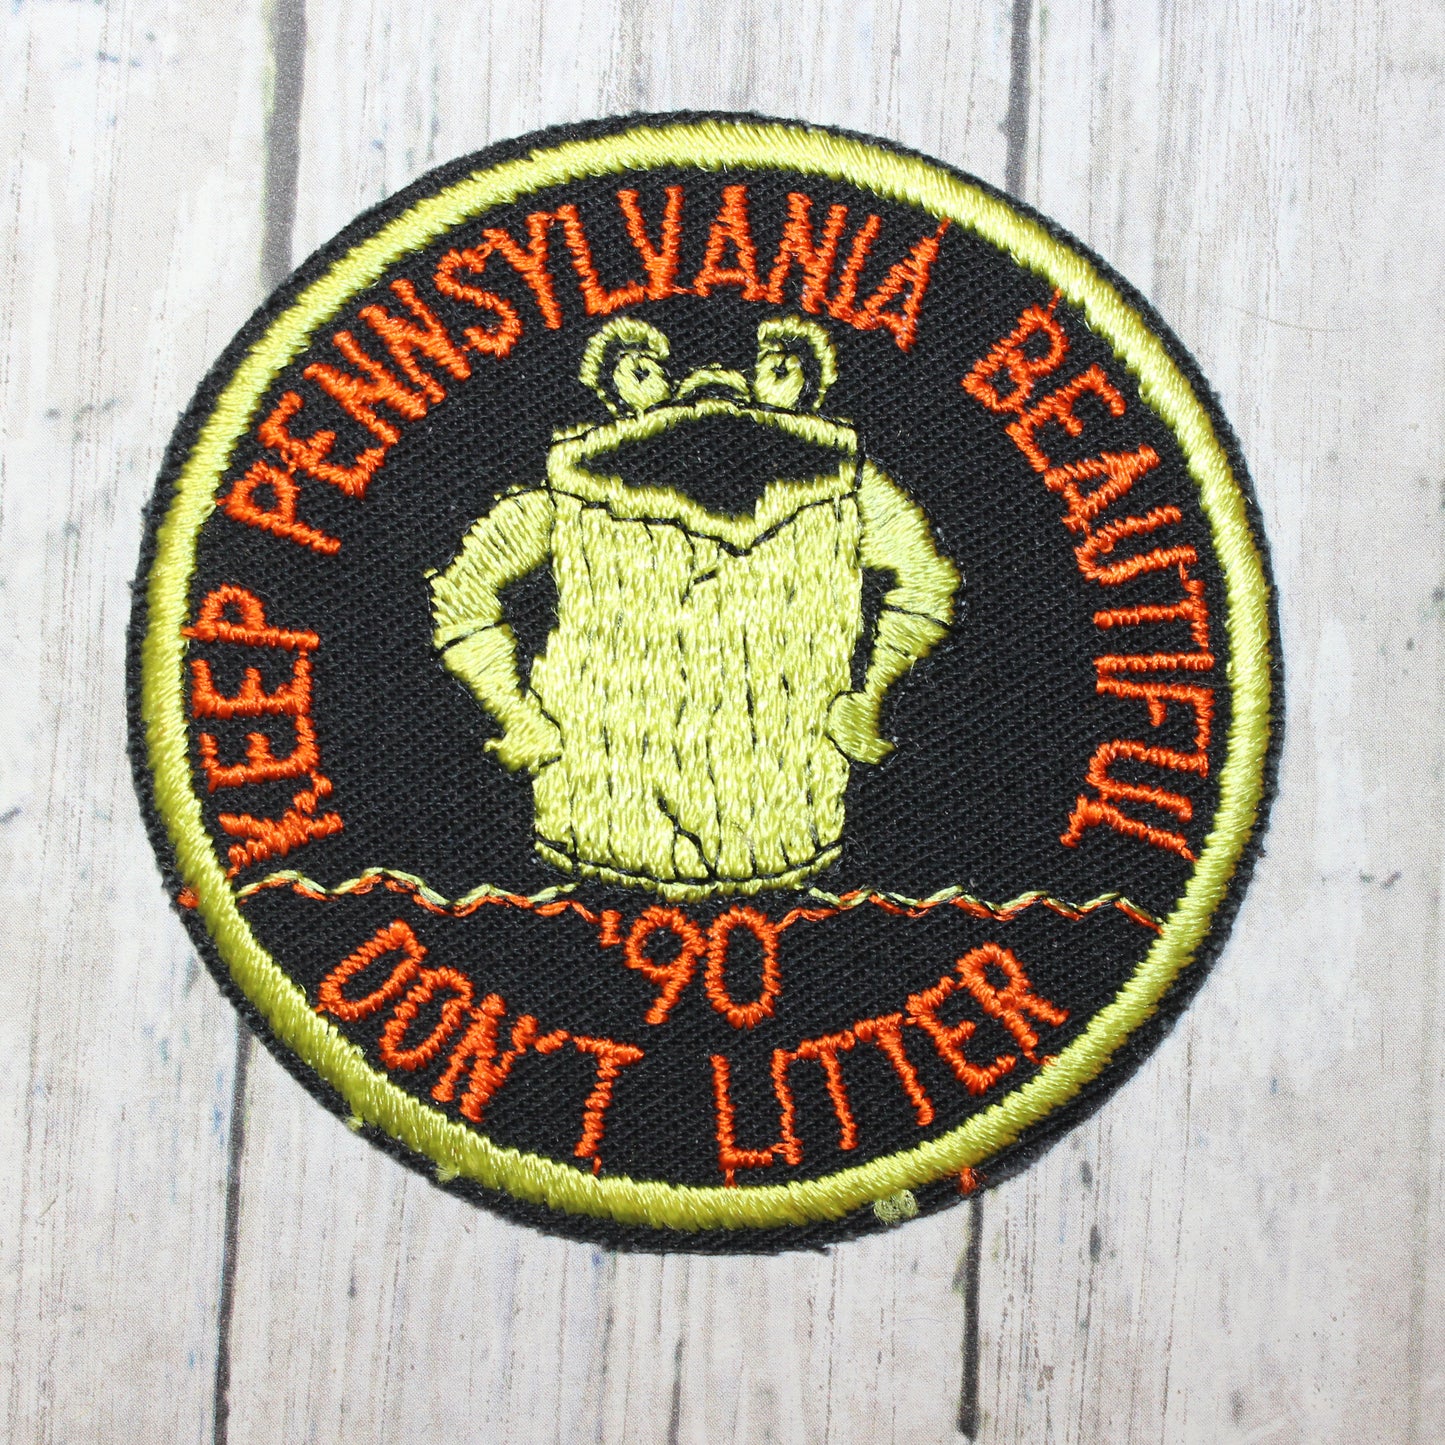 KEEP PENNSYLVANIA BEAUTIFUL
'90
DON'T LITTER